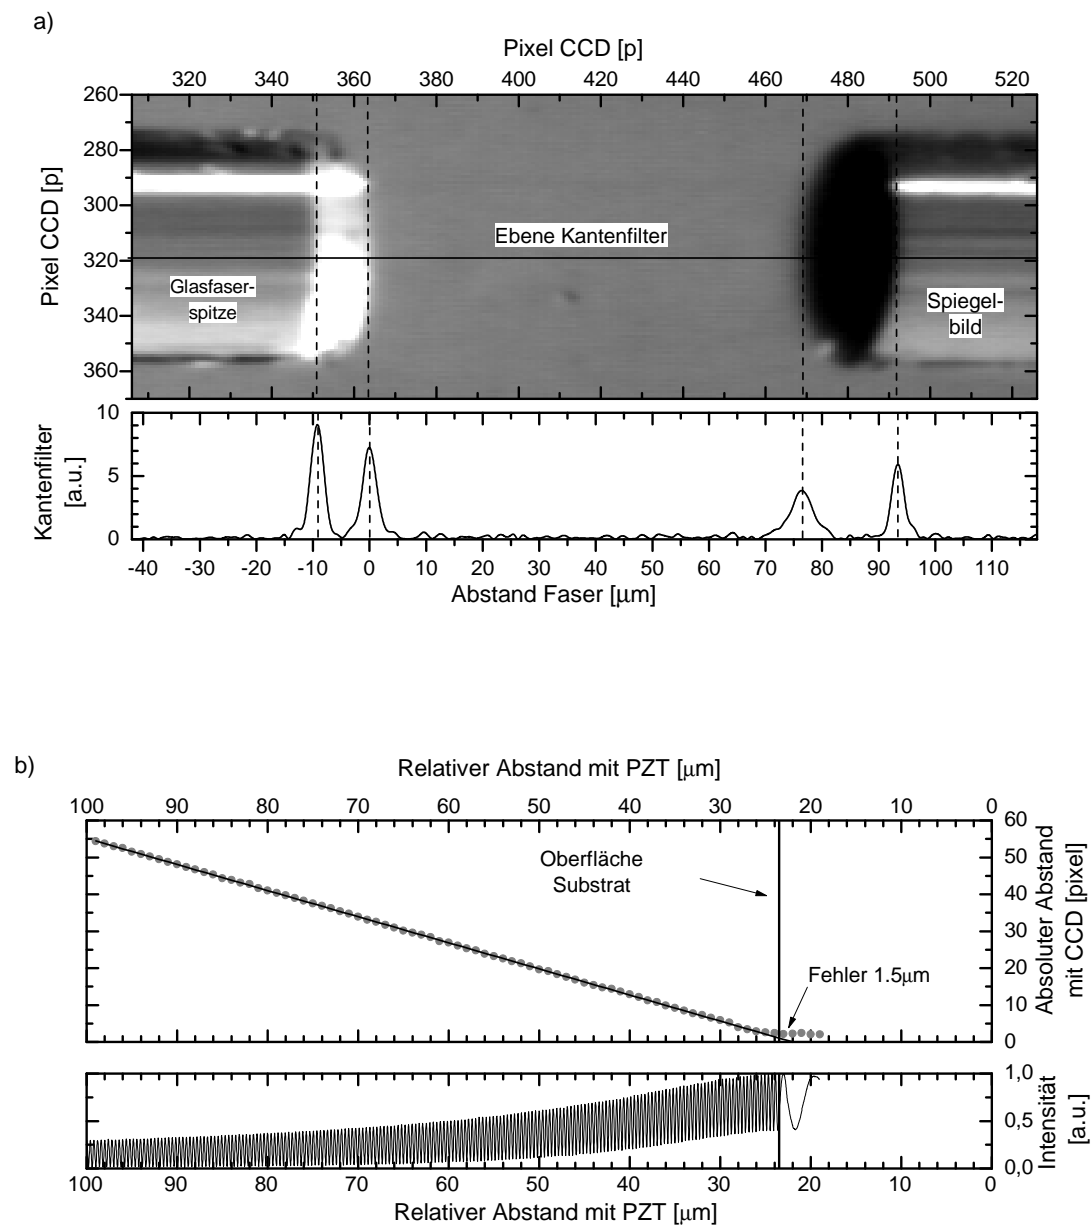 a)
Pixel CCD [p]
320 340 360 380 400 420 440 460 480 500 520
260
280
300
320
340
360
Pixel CCD [p]
Ebene Kantenfilter
Glasfaser-
spitze
Spiegel-
bild
10
5
0
Kantenfilter
[a.u.]
-40 -30 -20 -10 0 10 20 30 40 50 60 70 80 90 100 110
Abstand Faser [μm]
b)
Relativer Abstand mit PZT [μm]
100 90 80 70 60 50 40 30 20 10 0
60
50
40
30
20
10
0
Absoluter Abstand
mit CCD [pixel]
Oberfläche
Substrat
Fehler 1.5μm
1,0
0,5
0,0
Intensität
[a.u.]
100 90 80 70 60 50 40 30 20 10 0
Relativer Abstand mit PZT [μm]